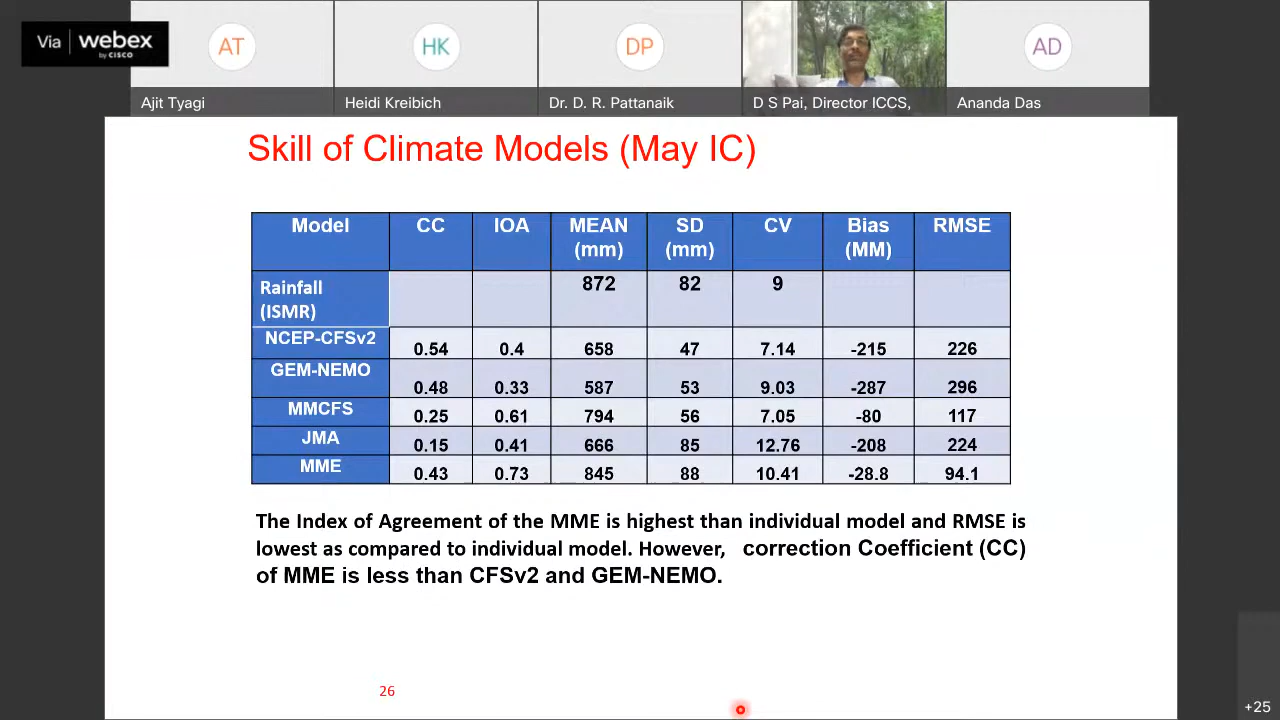 Via | webex
by CISCO
AT
HK
DP
AD
Ajit Tyagi
Heidi Kreibich
Dr. D. R. Pattanaik
D S Pai, Director ICCS,
Ananda Das
Skill of Climate Models (May IC)
Model CC IOA MEAN (mm) SD (mm) CV Bias (MM) RMSE
Rainfall (ISMR) 872 82 9
NCEP-CFSv2 0.54 0.4 658 47 7.14 -215 226
GEM-NEMO 0.48 0.33 587 53 9.03 -287 296
MMCFS 0.25 0.61 794 56 7.05 -80 117
JMA 0.15 0.41 666 85 12.76 -208 224
MME 0.43 0.73 845 88 10.41 -28.8 94.1
The Index of Agreement of the MME is highest than individual model and RMSE is
lowest as compared to individual model. However, correction Coefficient (CC)
of MME is less than CFSv2 and GEM-NEMO.
26
+25